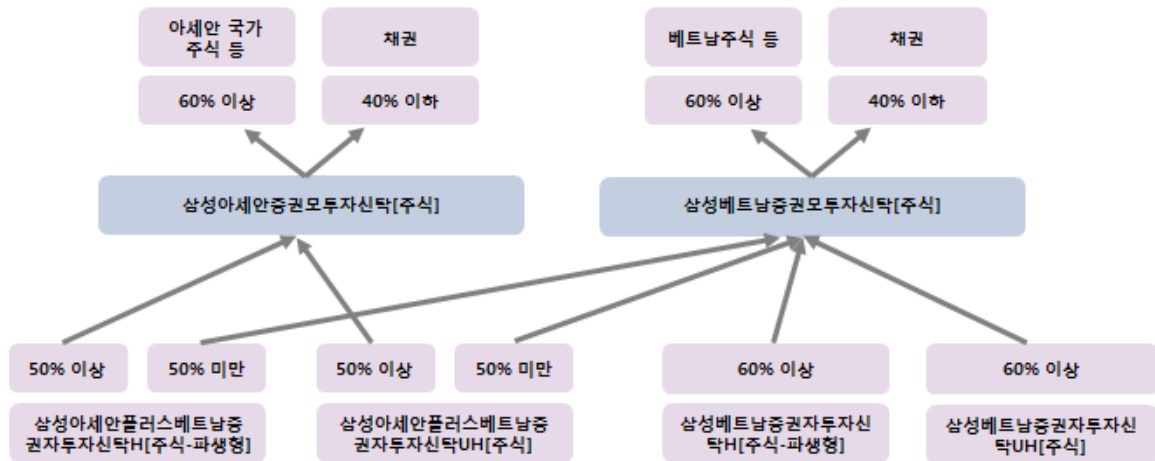 아세안 국가
주식 등
채권
베트남주식 등
채권
60% 이상
40% 이하
60% 이상
40% 이하
삼성아세안증권모투자신탁[주식]
삼성베트남증권모투자신탁[주식]
50% 이상
50% 미만
50% 이상
50% 미만
60% 이상
60% 이상
삼성아세안플러스베트남증
권자투자신탁H[주식-파생형]
삼성아세안플러스베트남증
권자투자신탁UH[주식]
삼성베트남증권자투자신
탁H[주식-파생형]
삼성베트남증권자투자신
탁UH[주식]